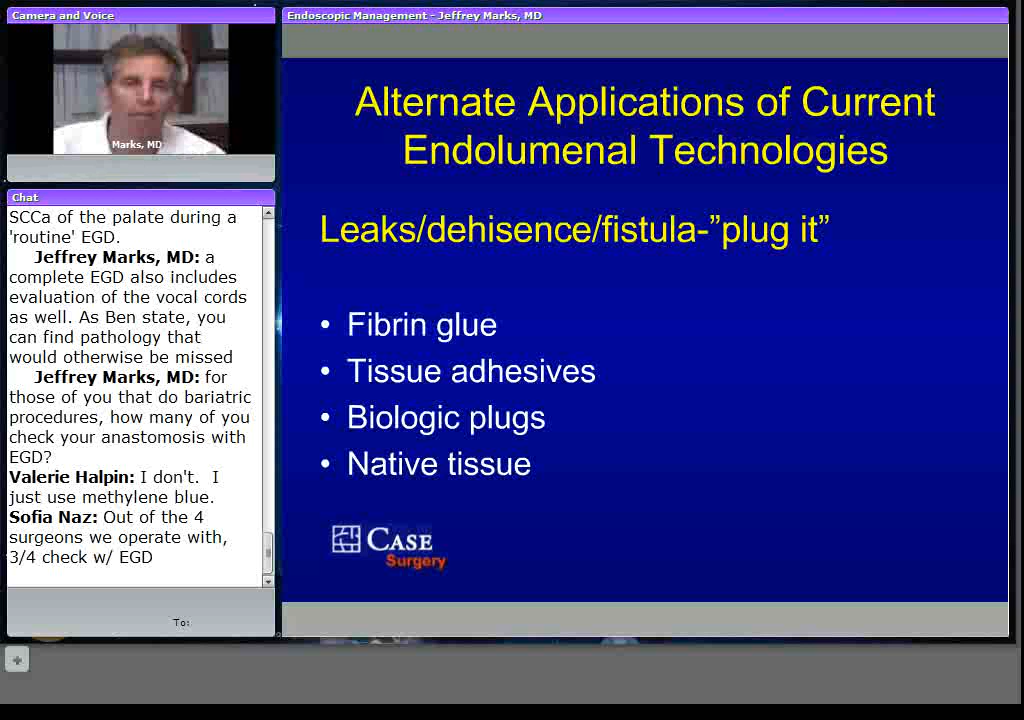 Camera and Voice
Marks, MD
Chat
SCCa of the palate during a
'routine' EGD.
Jeffrey Marks, MD: a
complete EGD also includes
evaluation of the vocal cords
as well. As Ben state, you
can find pathology that
would otherwise be missed
Jeffrey Marks, MD: for
those of you that do bariatric
procedures, how many of you
check your anastomosis with
EGD?
Valerie Halpin: I don't. I
just use methylene blue.
Sofia Naz: Out of the 4
surgeons we operate with,
3/4 check w/ EGD
To:
Endoscopic Management - Jeffrey Marks, MD
Alternate Applications of Current
Endolumenal Technologies
Leaks/dehisence/fistula-”plug it”
• Fibrin glue
• Tissue adhesives
• Biologic plugs
• Native tissue
CASE
Surgery